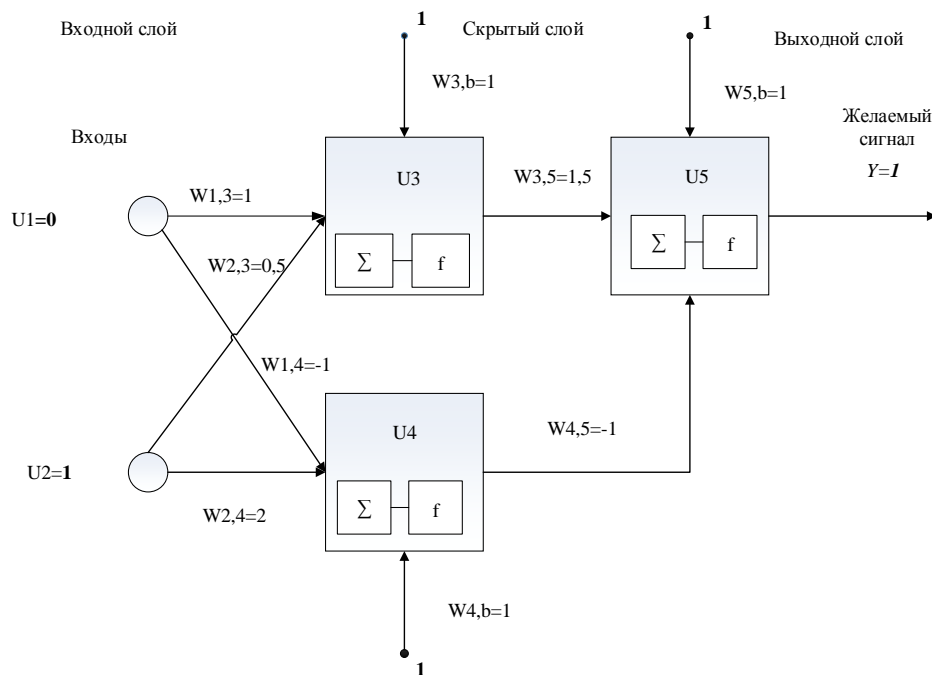 1
1
Входной слой
Скрытый слой
Выходной слой
W3,b=1
W5,b=1
Желаемый
сигнал
Y=1
Входы
U3
W3,5=1,5
U5
W1,3=1
U1=0
Σ
f
Σ
f
W2,3=0,5
W1,4=-1
U4
W4,5=-1
U2=1
Σ
f
W2,4=2
W4,b=1
1